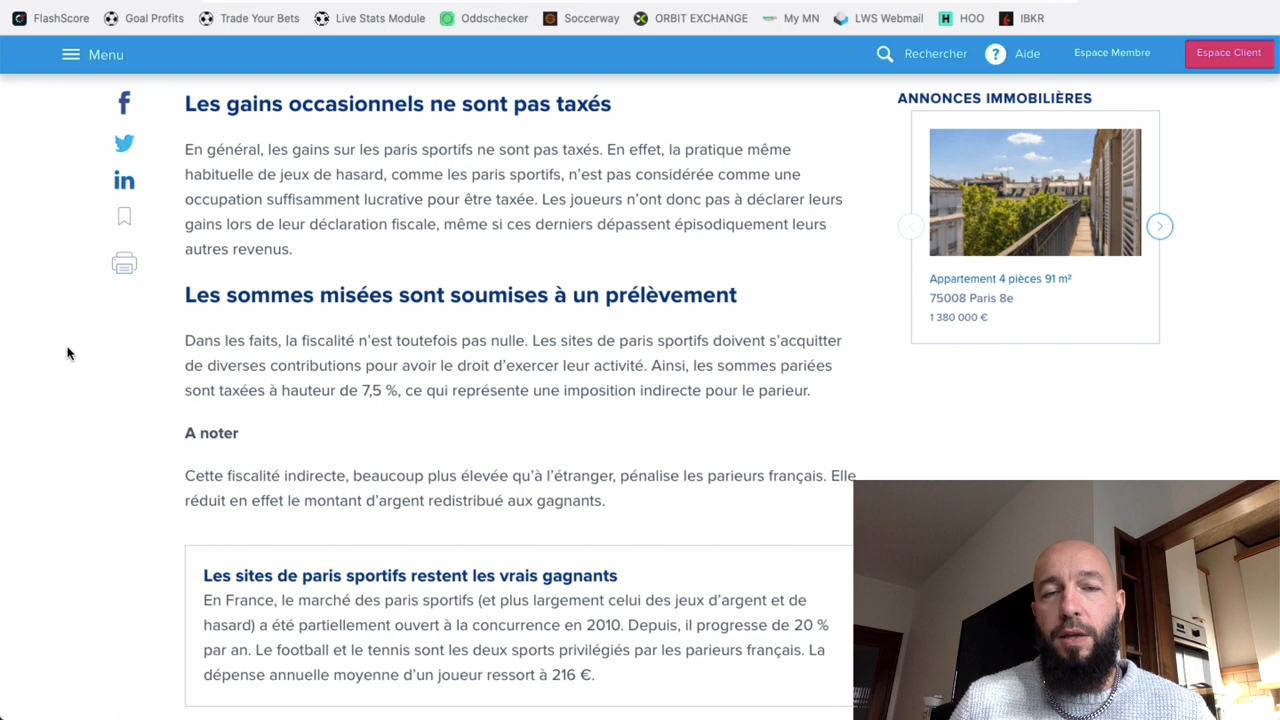 FlashScore
Goal Profits
Trade Your Bets
Live Stats Module
Oddschecker
Soccerway
ORBIT EXCHANGE
My MN
LWS Webmail
HOO
IBKR
Menu
Rechercher
Aide
Espace Membre
Espace Client
Les gains occasionnels ne sont pas taxés
En général, les gains sur les paris sportifs ne sont pas taxés. En effet, la pratique même
habituelle de jeux de hasard, comme les paris sportifs, n’est pas considérée comme une
occupation suffisamment lucrative pour être taxée. Les joueurs n’ont donc pas à déclarer leurs
gains lors de leur déclaration fiscale, même si ces derniers dépassent épisodiquement leurs
autres revenus.
Les sommes misées sont soumises à un prélèvement
Dans les faits, la fiscalité n’est toutefois pas nulle. Les sites de paris sportifs doivent s’acquitter
de diverses contributions pour avoir le droit d’exercer leur activité. Ainsi, les sommes pariées
sont taxées à hauteur de 7,5 %, ce qui représente une imposition indirecte pour le parieur.
A noter
Cette fiscalité indirecte, beaucoup plus élevée qu’à l’étranger, pénalise les parieurs français. Elle
réduit en effet le montant d’argent redistribué aux gagnants.
Les sites de paris sportifs restent les vrais gagnants
En France, le marché des paris sportifs (et plus largement celui des jeux d’argent et de
hasard) a été partiellement ouvert à la concurrence en 2010. Depuis, il progresse de 20 %
par an. Le football et le tennis sont les deux sports privilégiés par les parieurs français. La
dépense annuelle moyenne d’un joueur ressort à 216 €.
ANNONCES IMMOBILIÈRES
Appartement 4 pièces 91 m²
75008 Paris 8e
1 380 000 €